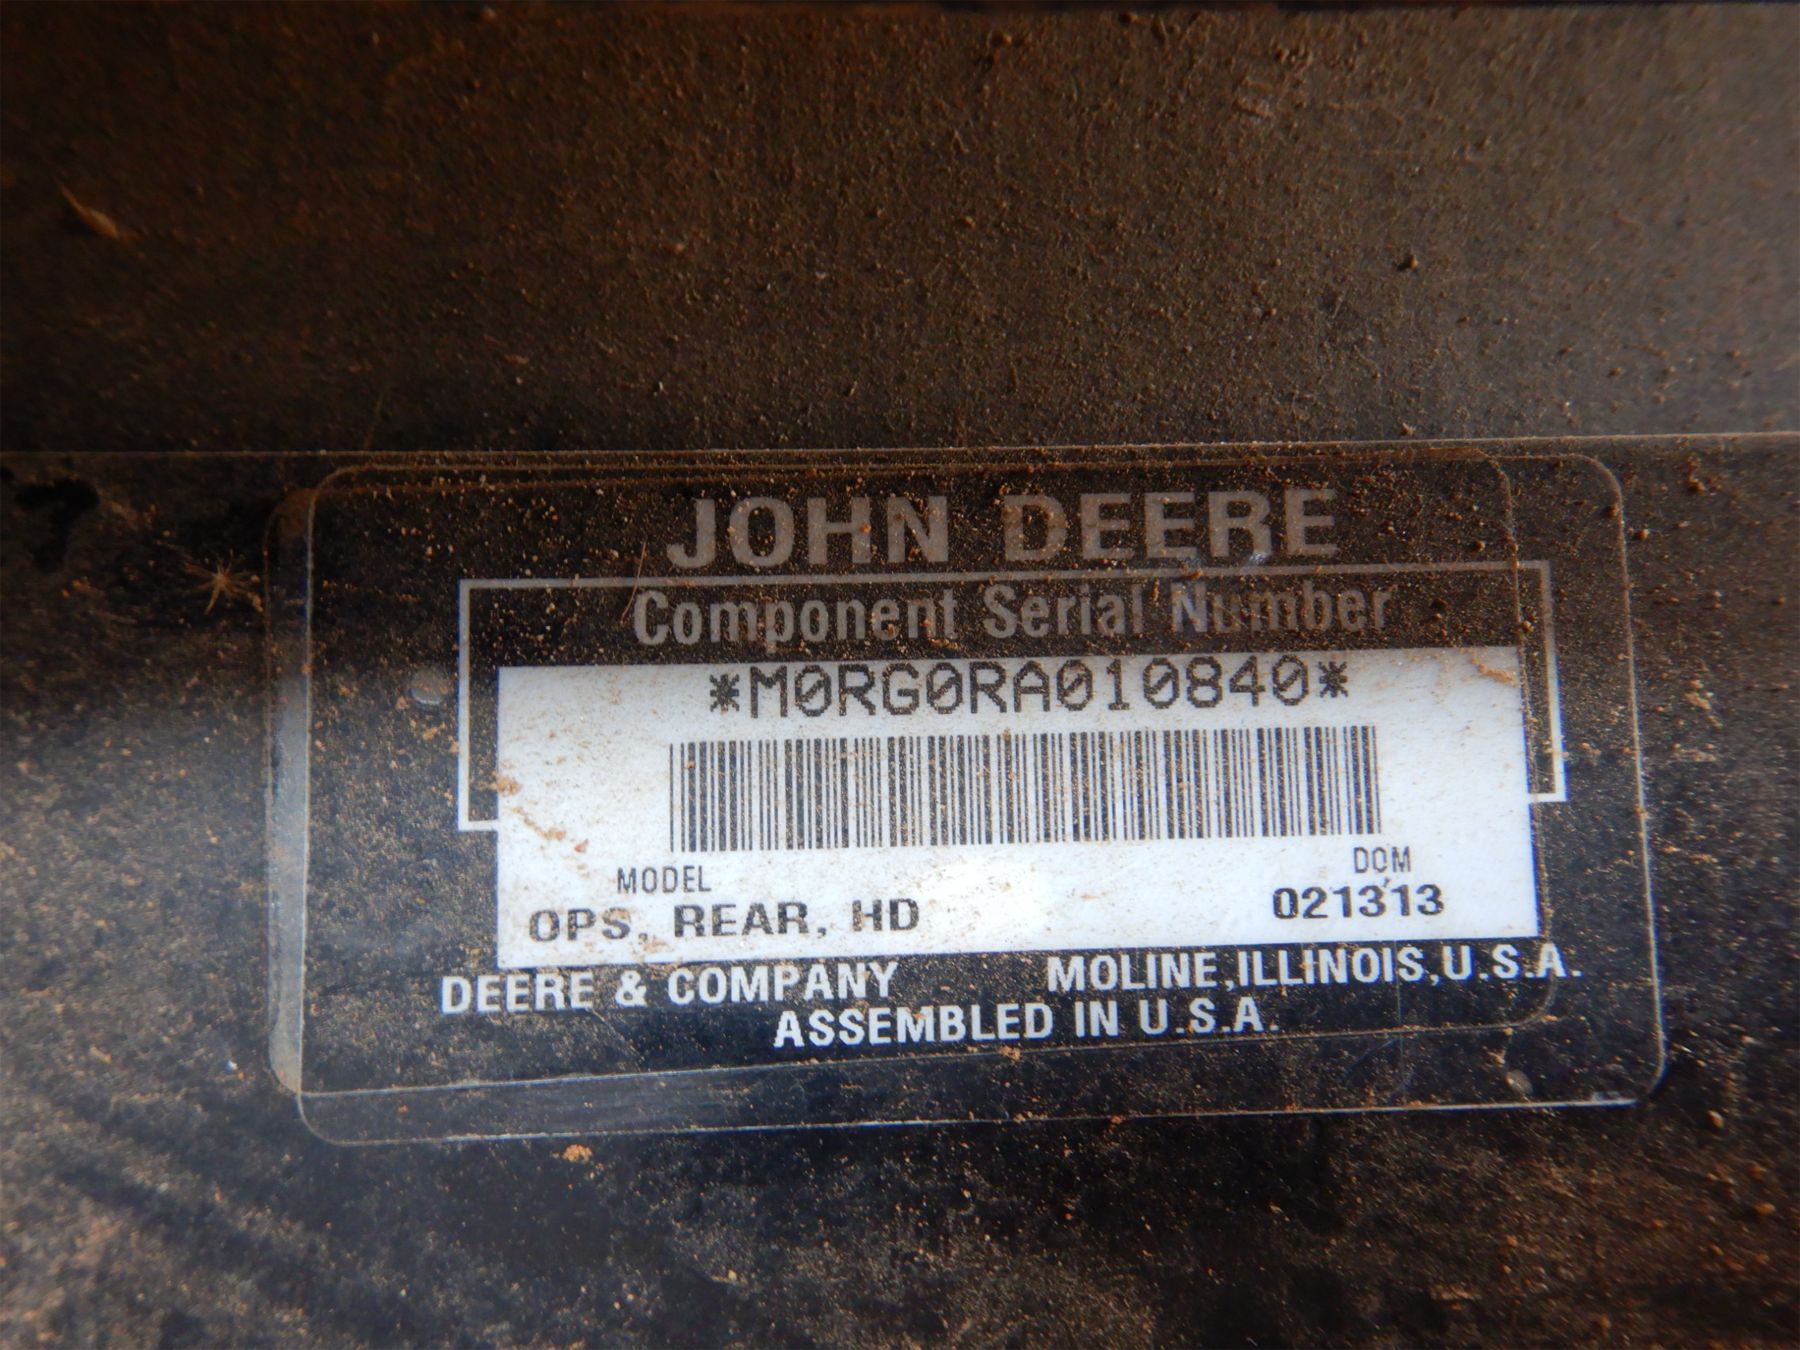 JOHN DEERE
Component Serial Number
*M0RG0RA010840*
MODEL DOM
OPS, REAR, HD 021313
DEERE & COMPANY MOLINE, ILLINOIS, U.S.A.
ASSEMBLED IN U.S.A.